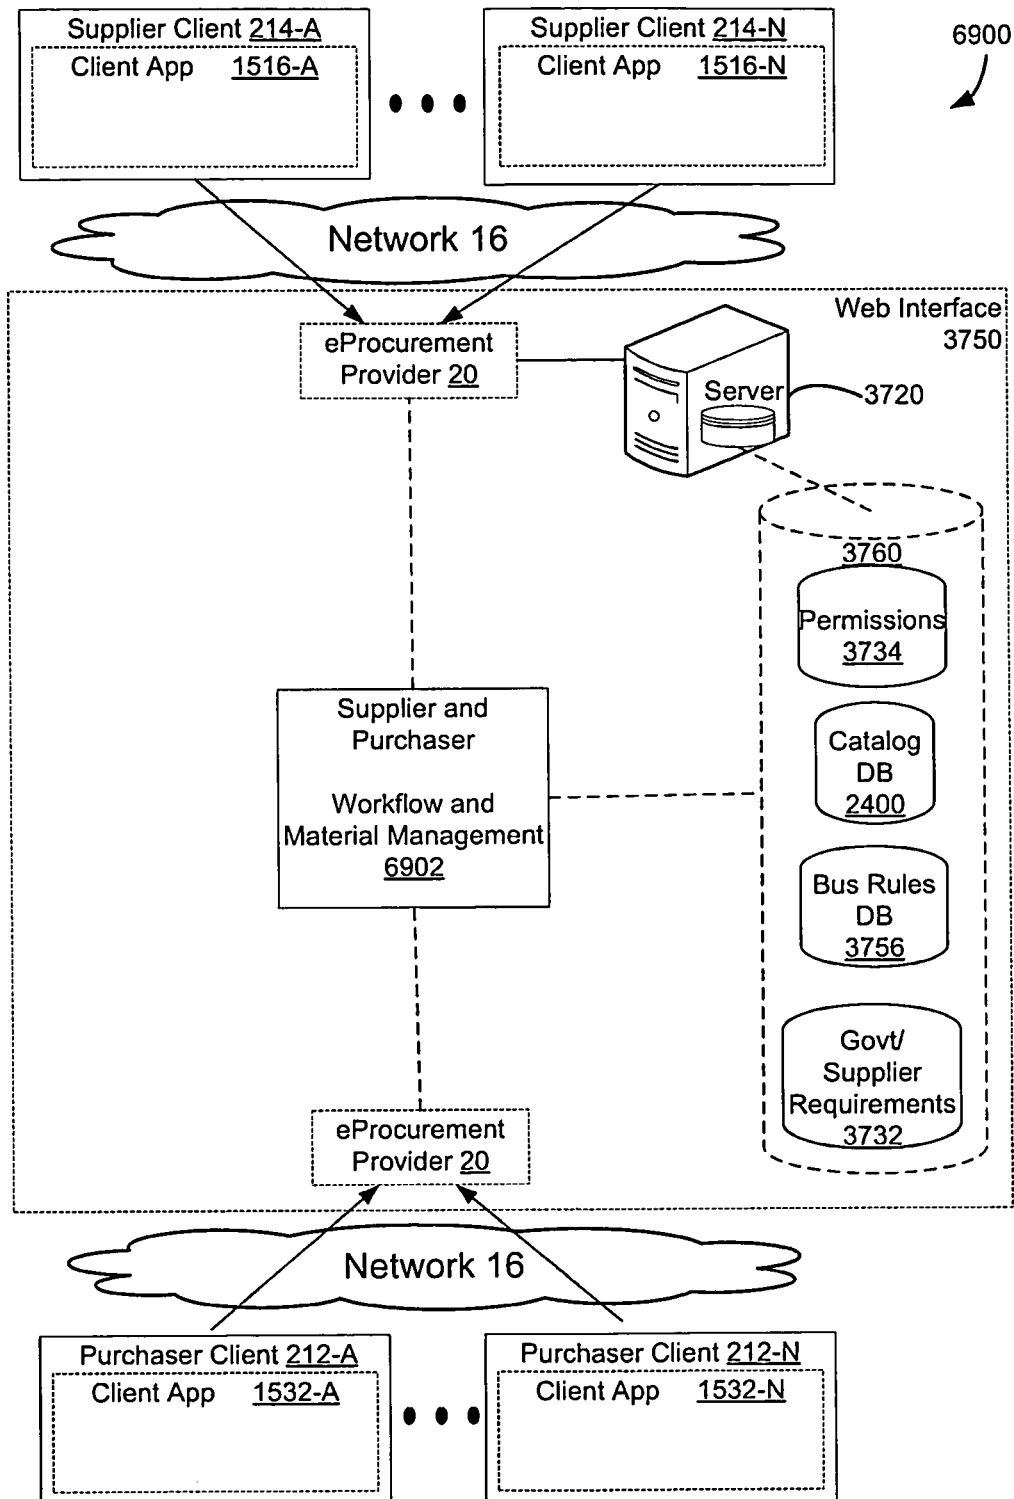 Supplier Client 214-A
Client App 1516-A
Supplier Client 214-N
Client App 1516-N
6900
Network 16
Web Interface
3750
eProcurement
Provider 20
Server
3720
3760
Permissions
3734
Supplier and
Purchaser
Workflow and
Material Management
6902
Catalog
DB
2400
Bus Rules
DB
3756
Govt/
Supplier
Requirements
3732
eProcurement
Provider 20
Network 16
Purchaser Client 212-A
Client App 1532-A
Purchaser Client 212-N
Client App 1532-N